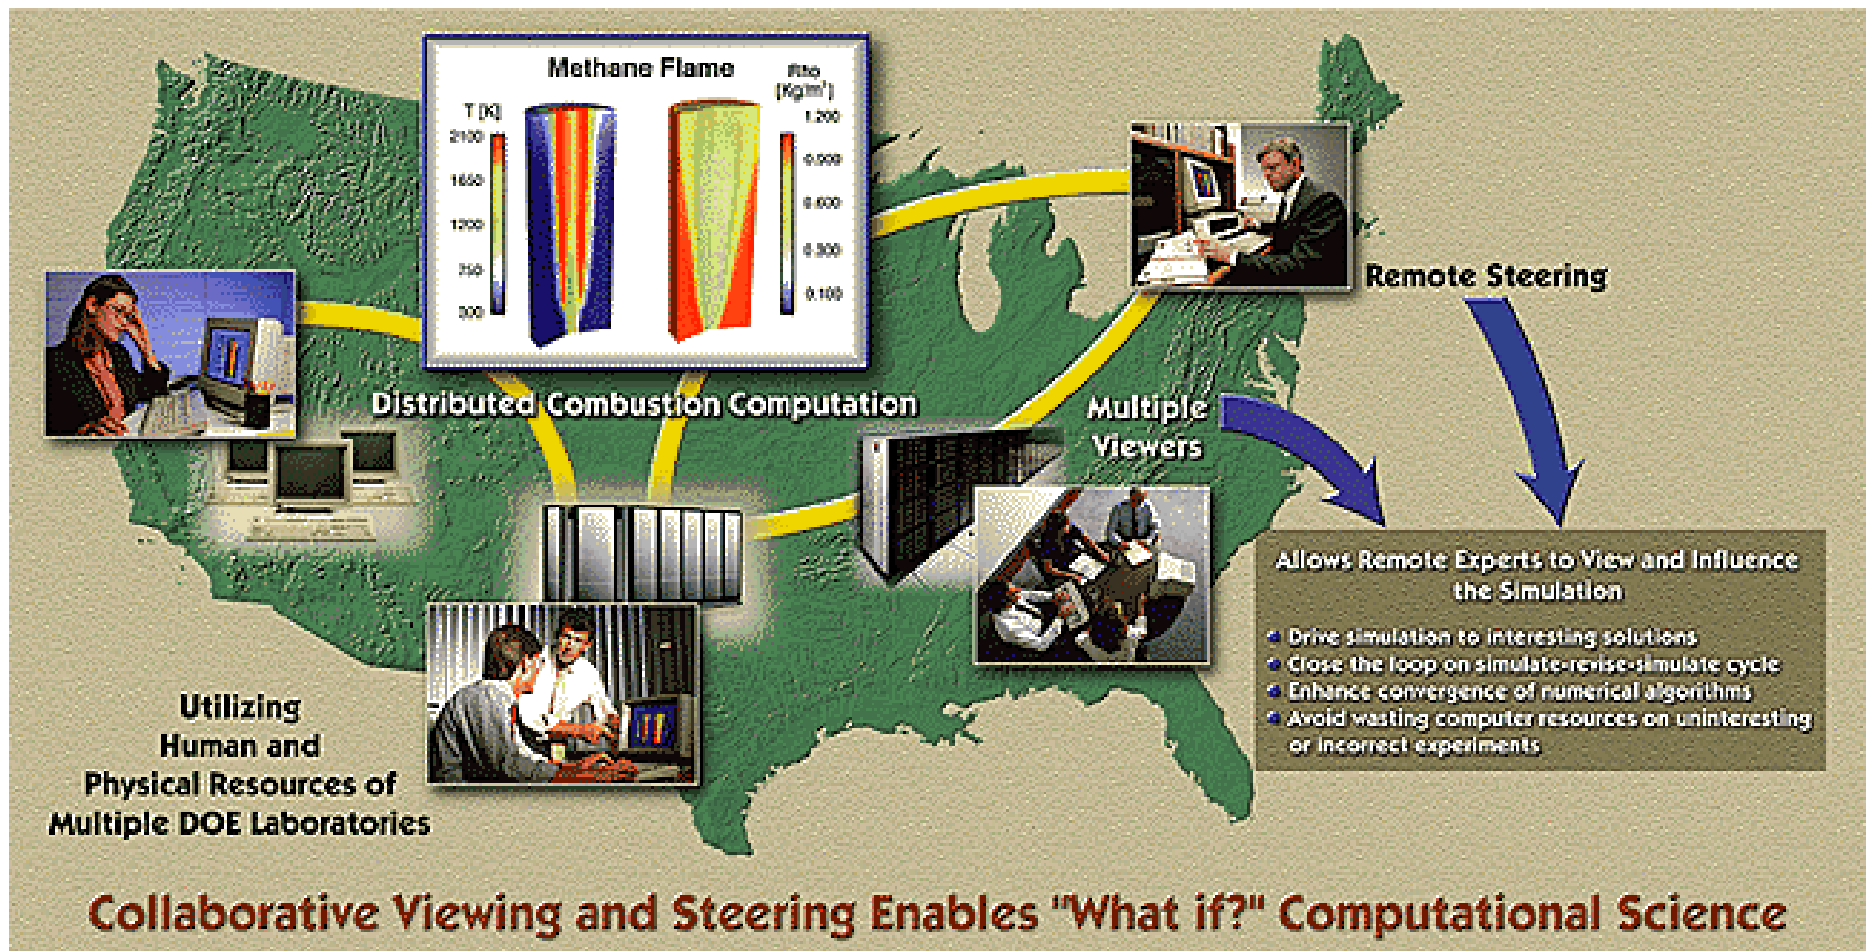 Methane Flame
T [K]
2100
1650
1200
750
300
Rho
[Kg/m³]
1.200
0.900
0.600
0.300
0.100
Remote Steering
Distributed Combustion Computation
Multiple
Viewers
Allows Remote Experts to View and Influence
the Simulation
Drive simulation to interesting solutions
Close the loop on simulate-revise-simulate cycle
Enhance convergence of numerical algorithms
Avoid wasting computer resources on uninteresting
or incorrect experiments
Utilizing
Human and
Physical Resources of
Multiple DOE Laboratories
Collaborative Viewing and Steering Enables "What if?" Computational Science